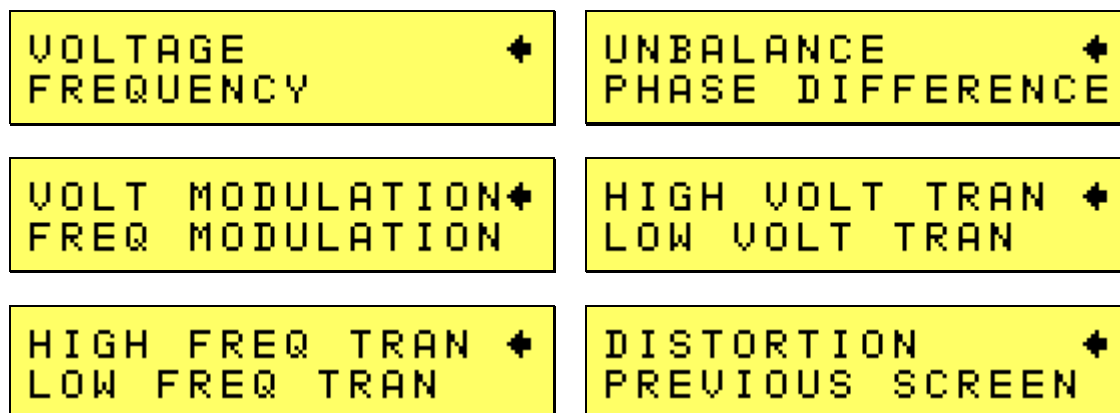 VOLTAGE
FREQUENCY
UNBALANCE
PHASE DIFFERENCE
VOLT MODULATION
FREQ MODULATION
HIGH VOLT TRAN
LOW VOLT TRAN
HIGH FREQ TRAN
LOW FREQ TRAN
DISTORTION
PREVIOUS SCREEN